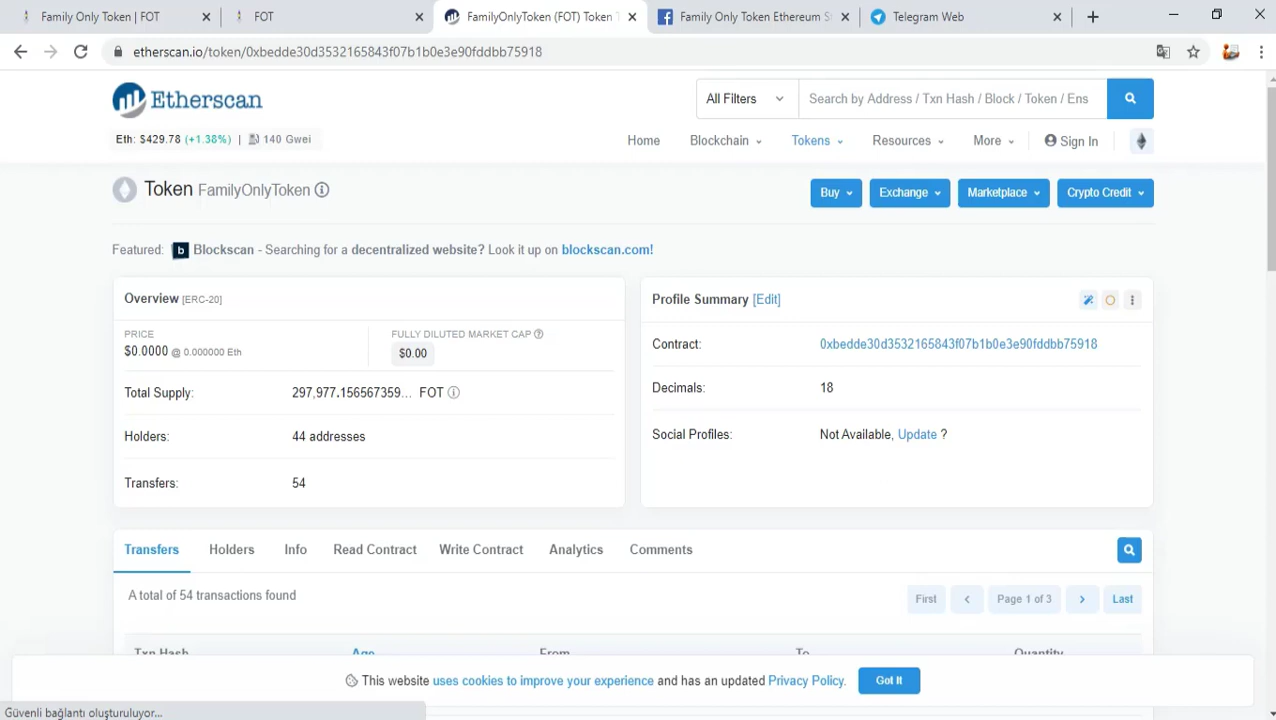 Family Only Token | FOT
FOT
FamilyOnlyToken (FOT) Token T
Family Only Token Ethereum S
Telegram Web
etherscan.io/token/0xbedde30d3532165843f07b1b0e3e90fddbb75918
Etherscan
All Filters
Search by Address / Txn Hash / Block / Token / Ens
Eth: $429.78 (+1.38%) | 140 Gwei
Home Blockchain Tokens Resources More Sign In
Token FamilyOnlyToken
Buy Exchange Marketplace Crypto Credit
Featured: Blockscan - Searching for a decentralized website? Look it up on blockscan.com!
Overview [ERC-20]
PRICE
$0.0000 @ 0.000000 Eth
FULLY DILUTED MARKET CAP
$0.00
Total Supply: 297,977.156567359... FOT
Holders: 44 addresses
Transfers: 54
Profile Summary [Edit]
Contract: 0xbedde30d3532165843f07b1b0e3e90fddbb75918
Decimals: 18
Social Profiles: Not Available, Update ?
Transfers Holders Info Read Contract Write Contract Analytics Comments
A total of 54 transactions found
First Page 1 of 3 Last
Txn Hash Age From To Quantity
This website uses cookies to improve your experience and has an updated Privacy Policy.
Got It
Güvenli bağlantı oluşturuluyor...